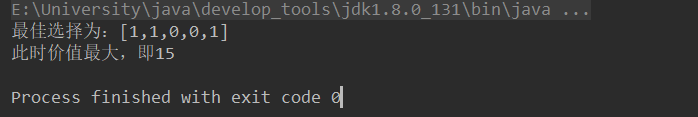 E:\University\java\develop_tools\jdk1.8.0_131\bin\java ...
最佳选择为：[1,1,0,0,1]
此时价值最大，即15
Process finished with exit code 0